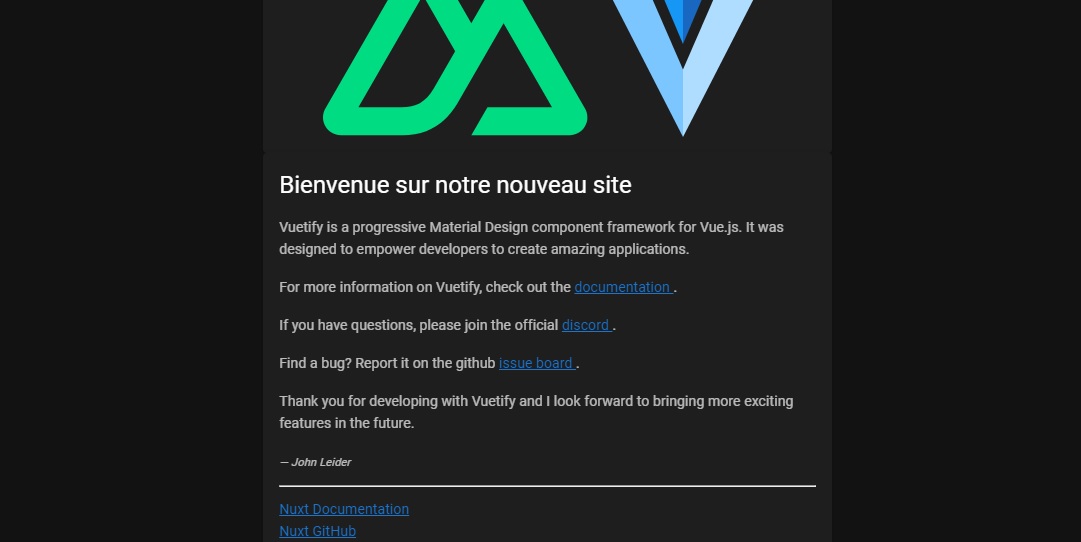 Bienvenue sur notre nouveau site
Vuetify is a progressive Material Design component framework for Vue.js. It was
designed to empower developers to create amazing applications.
For more information on Vuetify, check out the documentation .
If you have questions, please join the official discord .
Find a bug? Report it on the github issue board .
Thank you for developing with Vuetify and I look forward to bringing more exciting
features in the future.
— John Leider
Nuxt Documentation
Nuxt GitHub